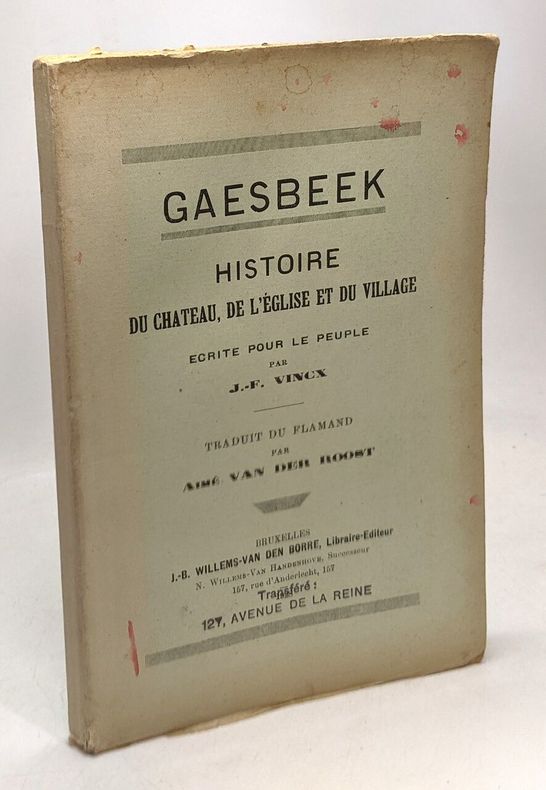 GAESBEEK
HISTOIRE
DU CHATEAU, DE L'ÉGLISE ET DU VILLAGE
ECRITE POUR LE PEUPLE
PAR
J.-F. VINCX
TRADUIT DU FLAMAND
PAR
Aimé VAN DER ROOST
BRUXELLES
J.-B. WILLEMS-VAN DEN BORRE, Libraire-Editeur
N. WILLEMS-VAN HANDENHOVE, Successeur
157, rue d'Anderlecht, 157
Transféré:
127, AVENUE DE LA REINE